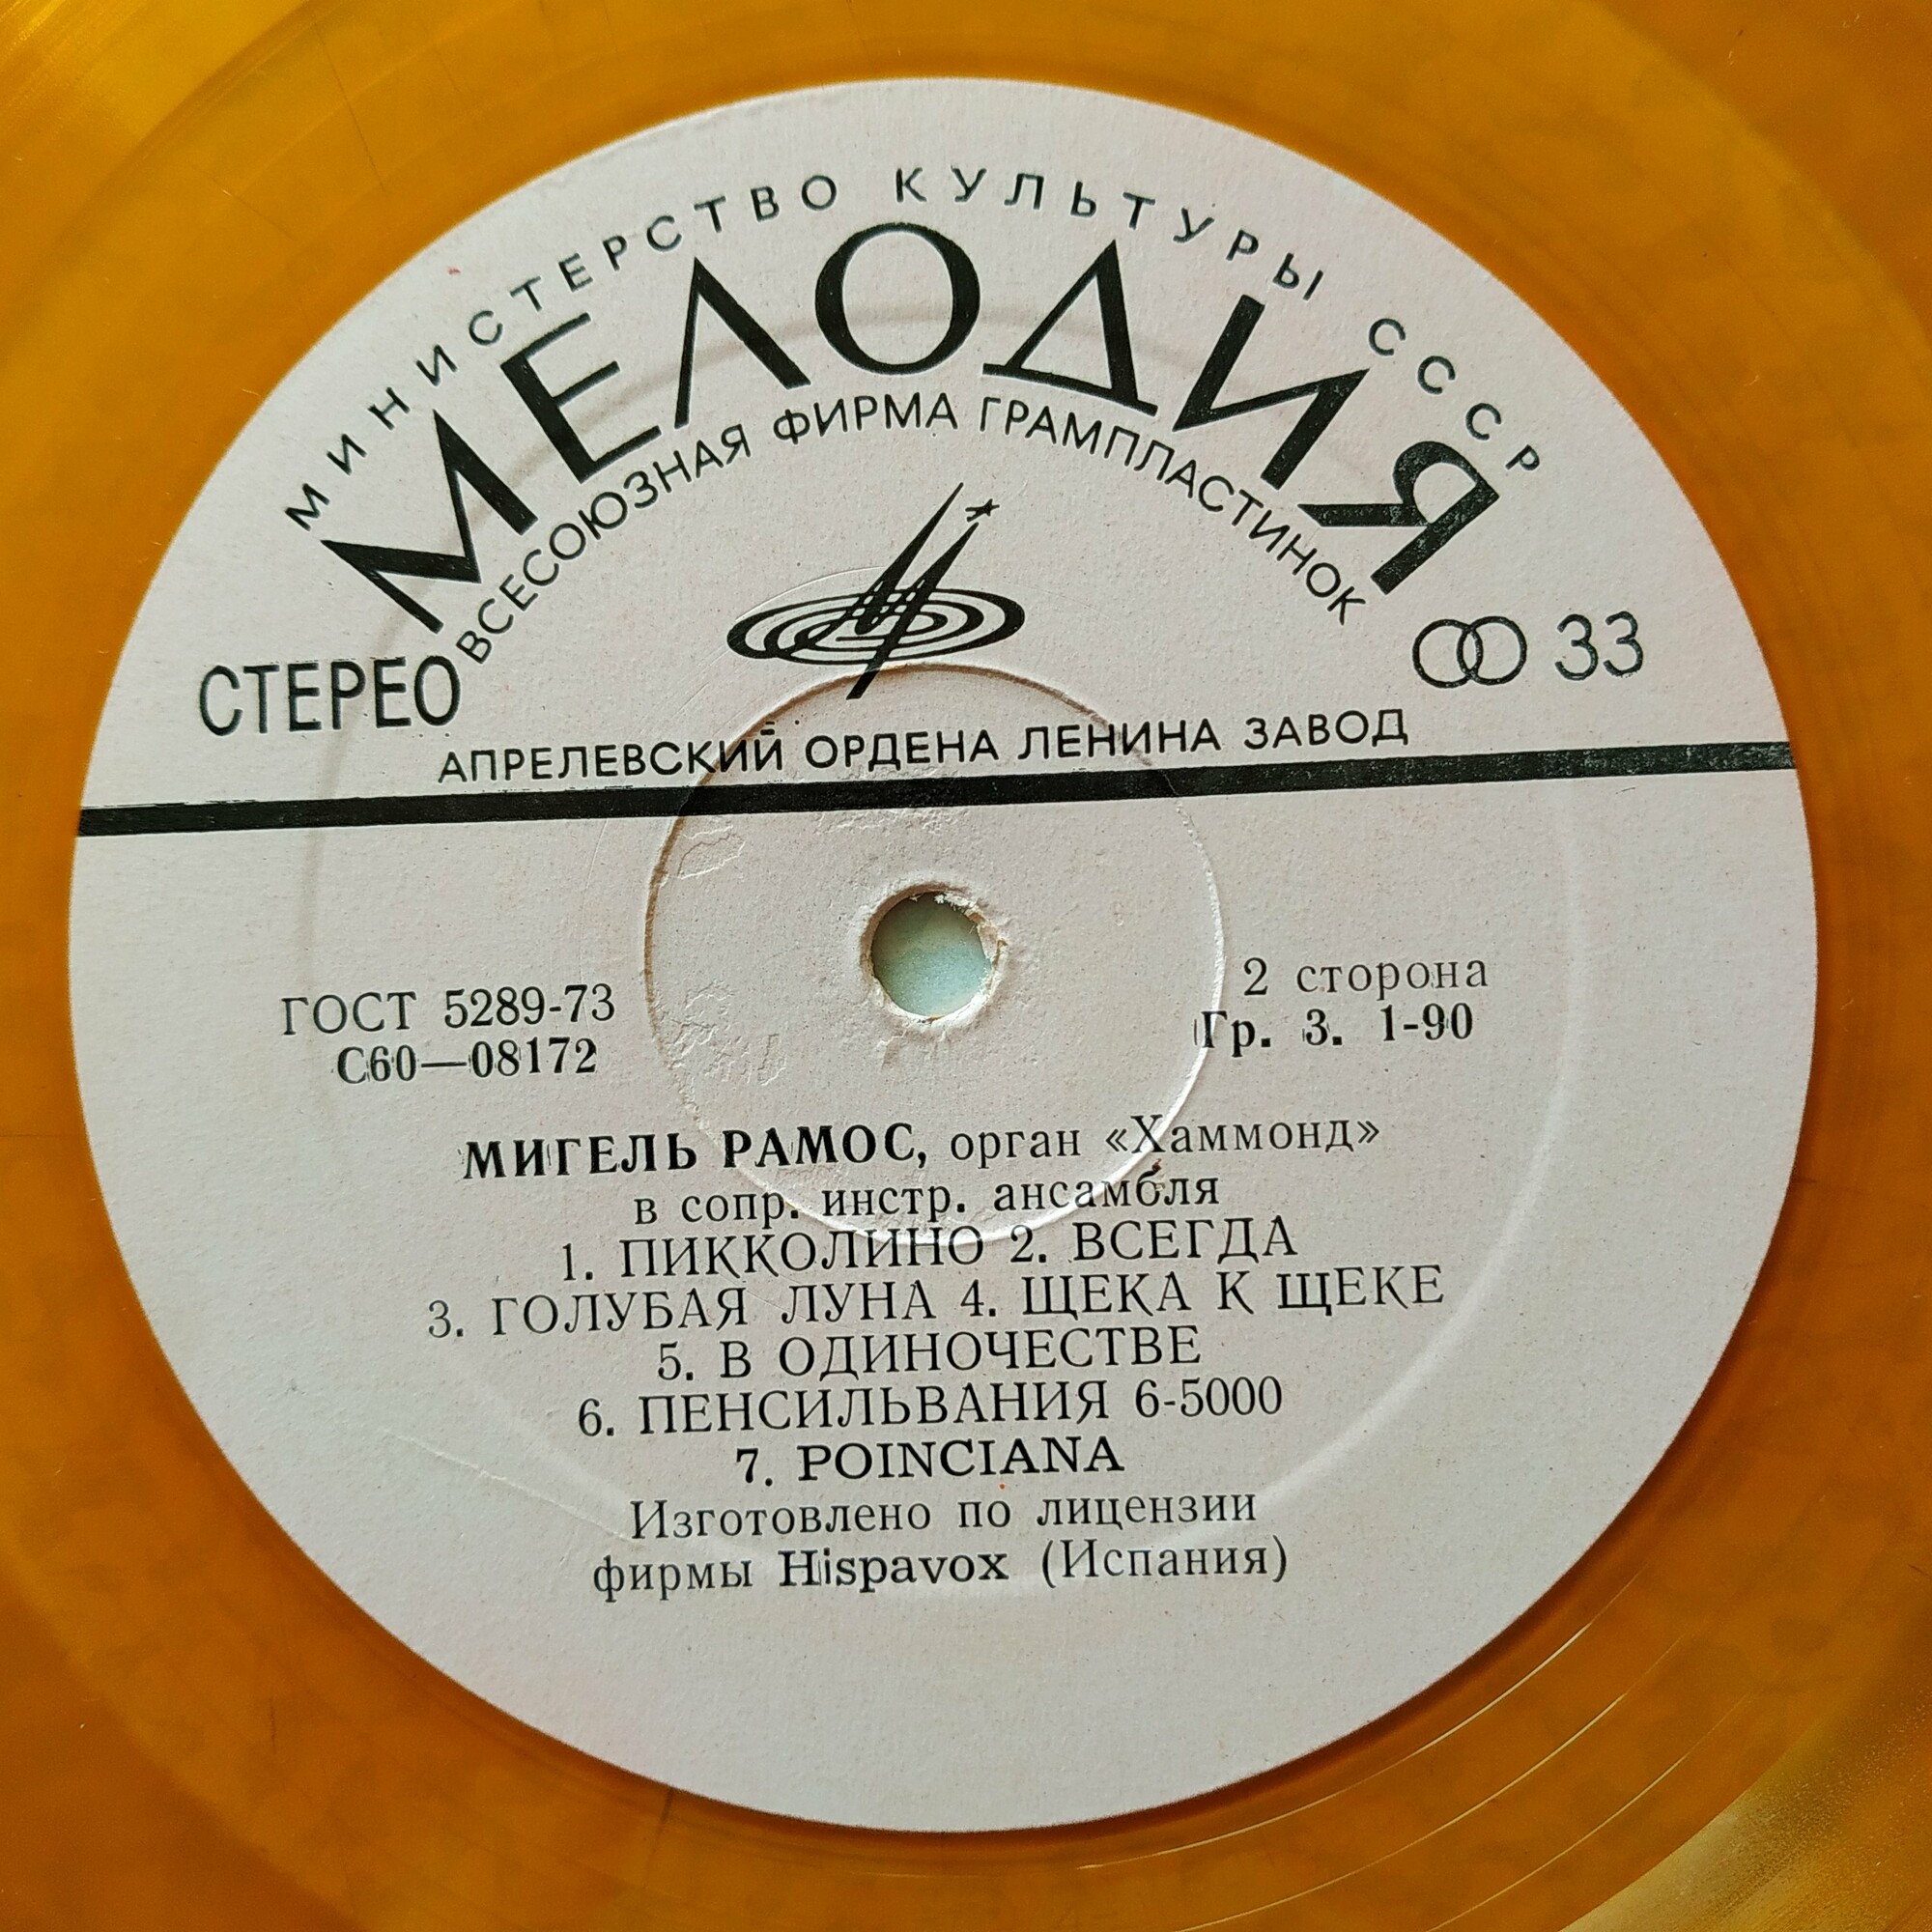 МИНИСТЕРСТВО КУЛЬТУРЫ СССР
МЕЛОДИЯ
ВСЕСОЮЗНАЯ ФИРМА ГРАМПЛАСТИНОК
СТЕРЕО
33
АПРЕЛЕВСКИЙ ОРДЕНА ЛЕНИНА ЗАВОД
ГОСТ 5289-73
С60—08172
2 сторона
Гр. 3. 1-90
МИГЕЛЬ РАМОС, орган «Хаммонд»
в сопр. инстр. ансамбля
1. ПИККОЛИНО 2. ВСЕГДА
3. ГОЛУБАЯ ЛУНА 4. ЩЕКА К ЩЕКЕ
5. В ОДИНОЧЕСТВЕ
6. ПЕНСИЛЬВАНИЯ 6-5000
7. POINCIANA
Изготовлено по лицензии
фирмы Hispavox (Испания)